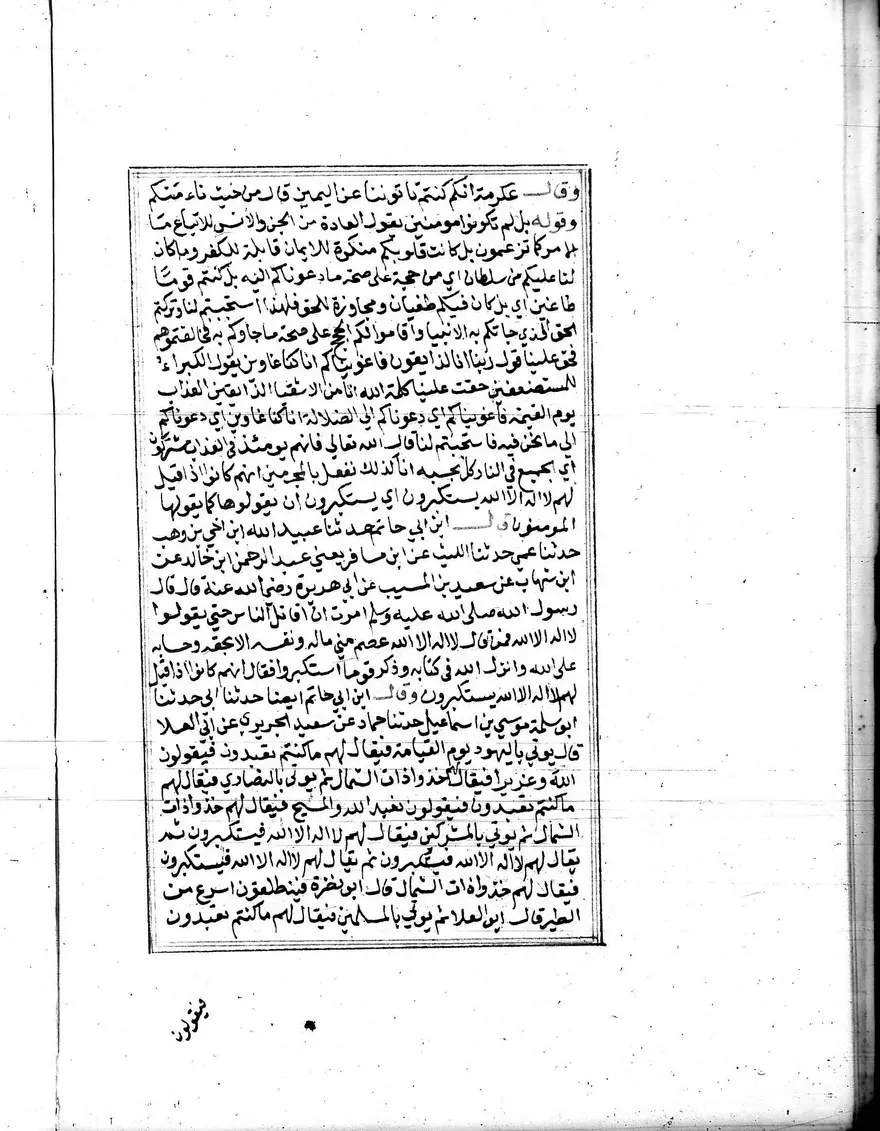 وقال عكرمة انكم كنتم تاتوننا عن اليمين قال من حيث ناءمنكم
وقوله بل لم تكونوا مومنين يقول القادة من الجن والانس للاتباع ما
الامر كما تزعمون بل كانت قلوبكم منكرة للايمان قابلة للكفر وما كان
لنا عليكم من سلطان اي من حجة على صحة ما دعوناكم اليه بل كنتم قوما
طاغين اي بل كان فيكم طغيان ومجاوزة للحق فلهذا استجبتم لنا وتركتم
الحق الذي جاتكم به الانبيا واقاموا لكم الحجج على صحة ما جاوكم به فخالفتموهم
فحق علينا قول ربنا انا لذايقون فاغويناكم انا كنا غاوين يقول الكبراء
للمستضعفين حقت علينا كلمة الله انا من الاشقيا الذايقين العذاب
يوم القيمه فاغويناكم اي دعوناكم الي الضلالة انا كنا غاوين اي دعوناكم
الى ما نحن فيه فاستجبتم لنا قال الله تعالى فانهم يومئذ في العذاب مشتركون
اي الجميع في النار كل بحسبه انا كذلك نفعل بالمجرمين انهم كانوا اذا قيل
لهم لا اله الا الله يستكبرون اي يستكبرون ان يقولوها كما يقولها
المومنون قال ابن ابي حاتم حدثنا عبيد الله ابن اخي بن وهب
حدثنا عمى حدثنا الليث عن ابن مسافر يعني عبد الرحمن ابن خالد عن
ابن شهاب عن سعيد بن المسيب عن ابي هريرة رضي الله عنه قال قال
رسول الله صلى الله عليه وسلم امرت ان اقاتل الناس حتي يقولوا
لا اله الا الله فمن قال لا اله الا الله عصم مني ماله ونفسه الا بحقه وحسابه
على الله وانزل الله في كتابه وذكر قوما استكبروا فقال انهم كانوا اذا قيل
لهم لا اله الا الله يستكبرون وقال ابن ابي حاتم ايضا حدثنا ابي حدثنا
ابو سلمة موسي بن اسماعيل حدثنا حماد عن سعيد الجريري عن ابي العلا
قال يوتي باليهود يوم القيامة فيقال لهم ما كنتم تعبدون فيقولون
الله وعزيرا فيقال لهم خذوا ذات الشمال ثم يوتي بالنصاري فيقال لهم
ما كنتم تعبدون فيقولون نعبد الله والمسيح فيقال لهم خذوا ذات
الشمال ثم يوتي بالمشركين فيقال لهم لا اله الا الله فيستكبرون ثم
يقال لهم لا اله الا الله فيستكبرون ثم يقال لهم لا اله الا الله فيستكبرون
فيقال لهم خذوا ذات الشمال قال ابو نضرة فينطلقون اسرع من
الطير قال ابو العلا ثم يوتي بالمسلمين فيقال لهم ما كنتم تعبدون
فيقولون